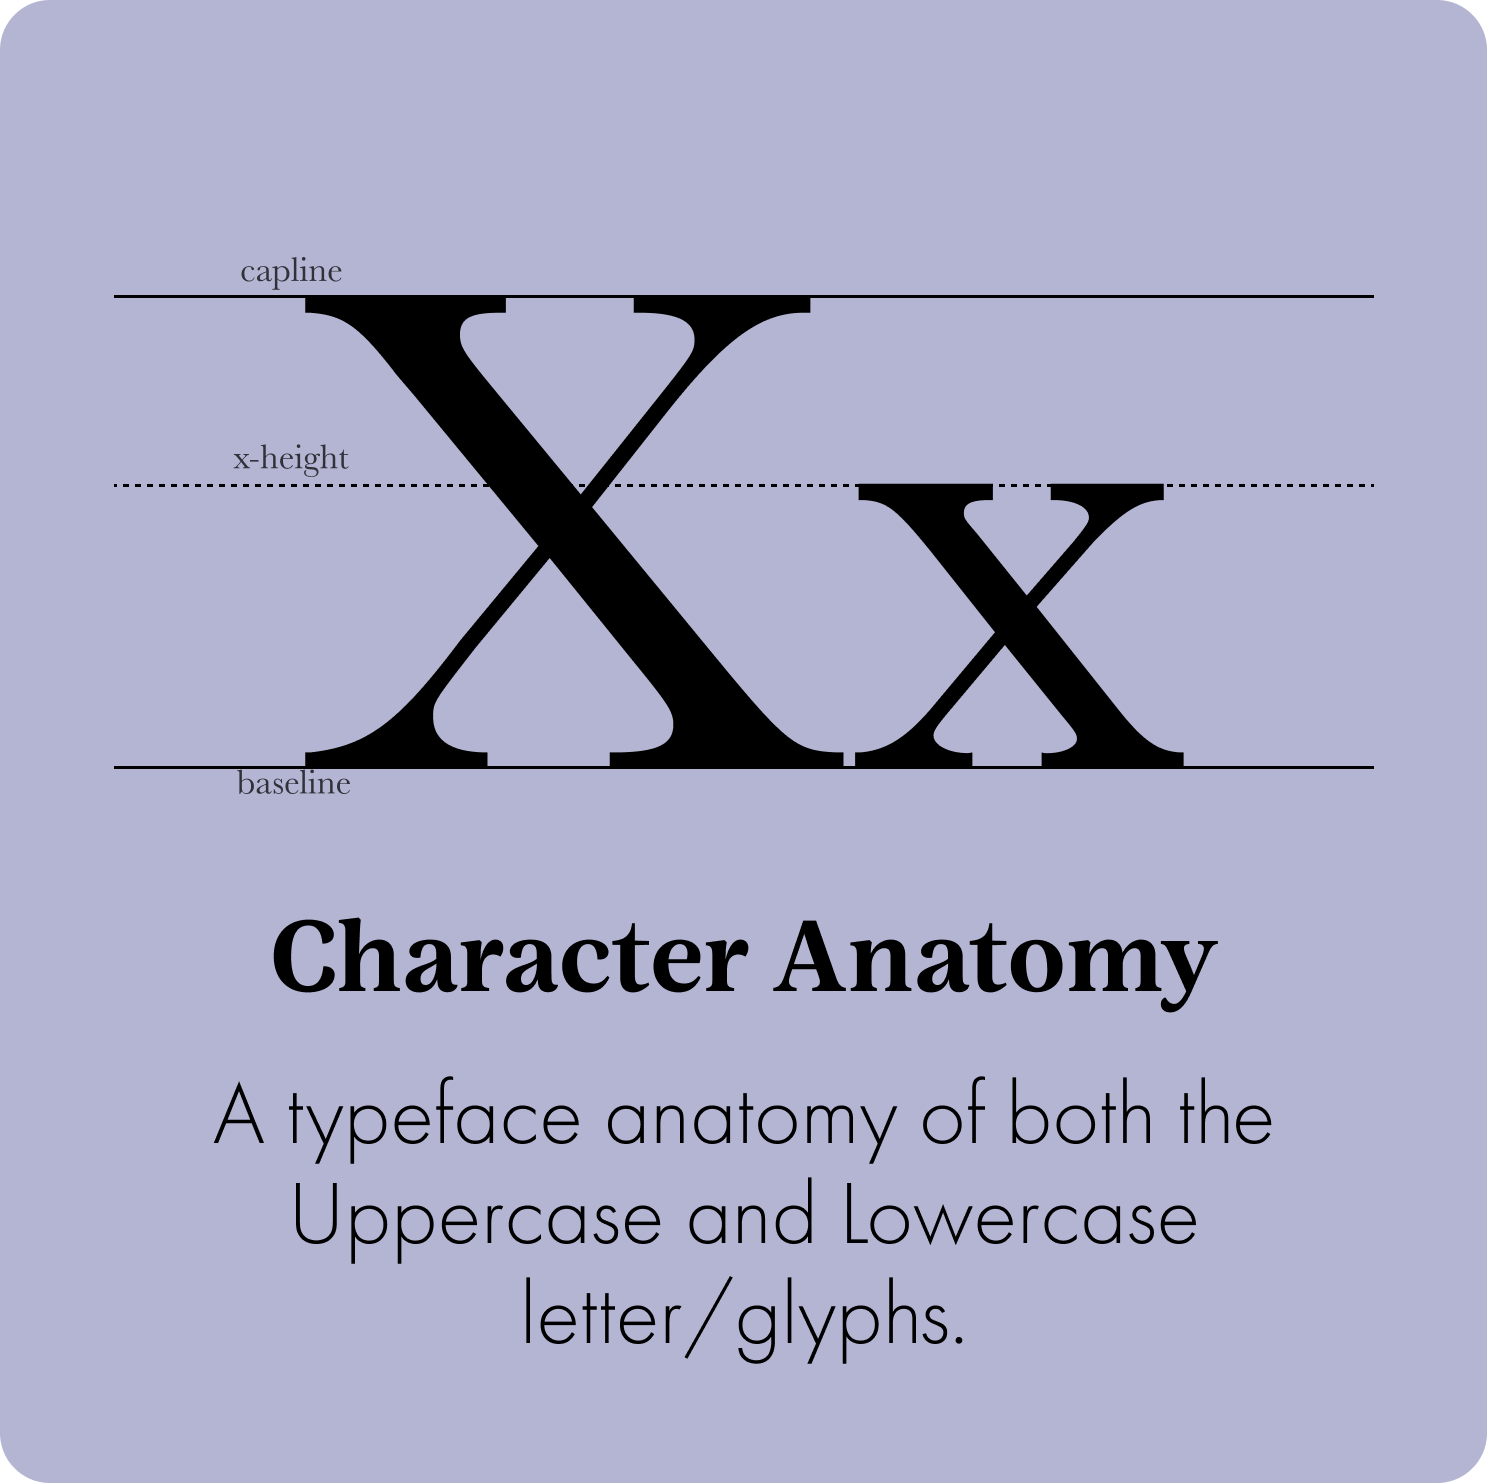 capline
Xx
x-height
baseline
Character Anatomy
A typeface anatomy of both the
Uppercase and Lowercase
letter/glyphs.